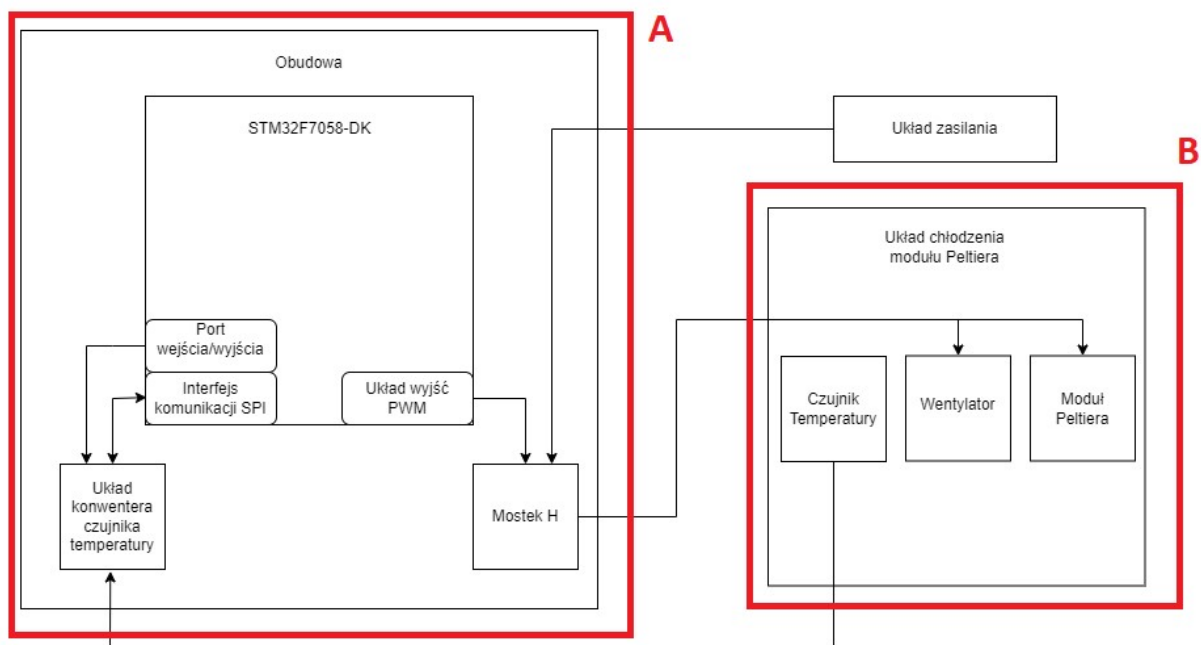 A
Obudowa
STM32F7058-DK
Układ zasilania
B
Układ chłodzenia
modułu Peltiera
Port
wejścia/wyjścia
Interfejs
komunikacji SPI
Układ wyjść
PWM
Czujnik
Temperatury
Wentylator
Moduł
Peltiera
Układ
konwentera
czujnika
temperatury
Mostek H